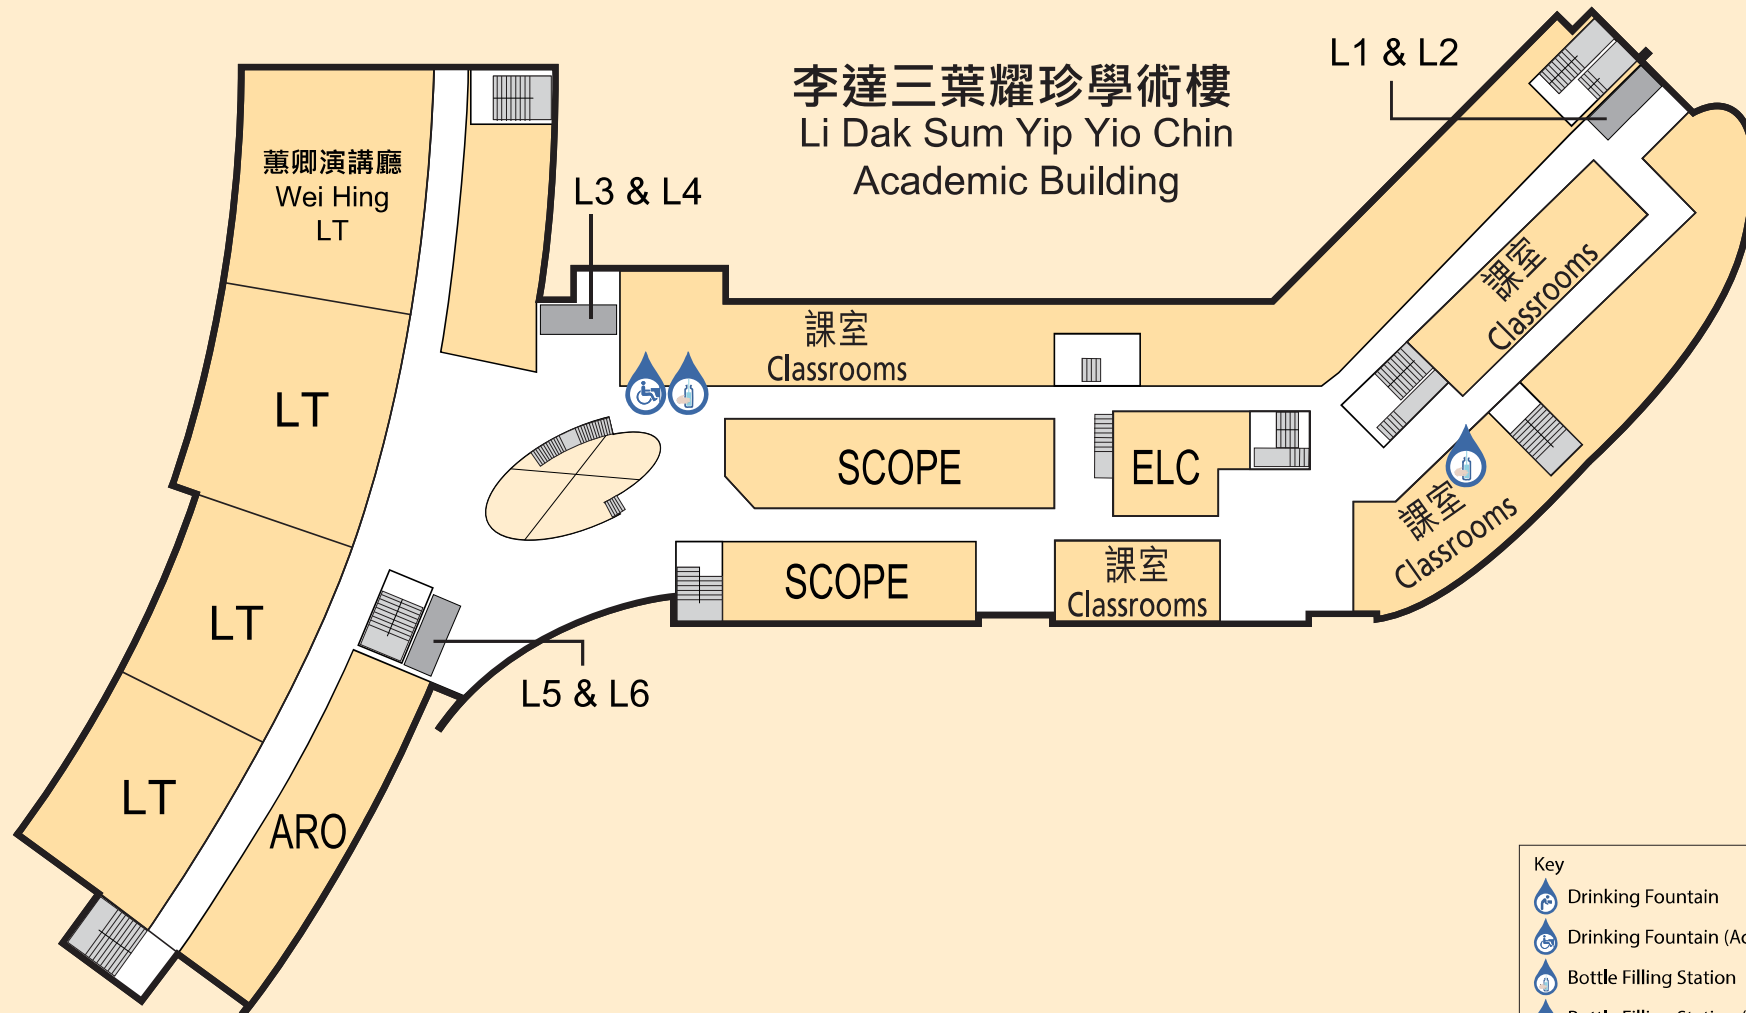 李達三葉耀珍學術樓
Li Dak Sum Yip Yio Chin
Academic Building
L1 & L2
蕙卿演講廳
Wei Hing
LT
L3 & L4
課室
Classrooms
課室
Classrooms
LT
SCOPE
ELC
課室
Classrooms
SCOPE
課室
Classrooms
LT
L5 & L6
LT
ARO
Key
Drinking Fountain
Drinking Fountain (Ac
Bottle Filling Station